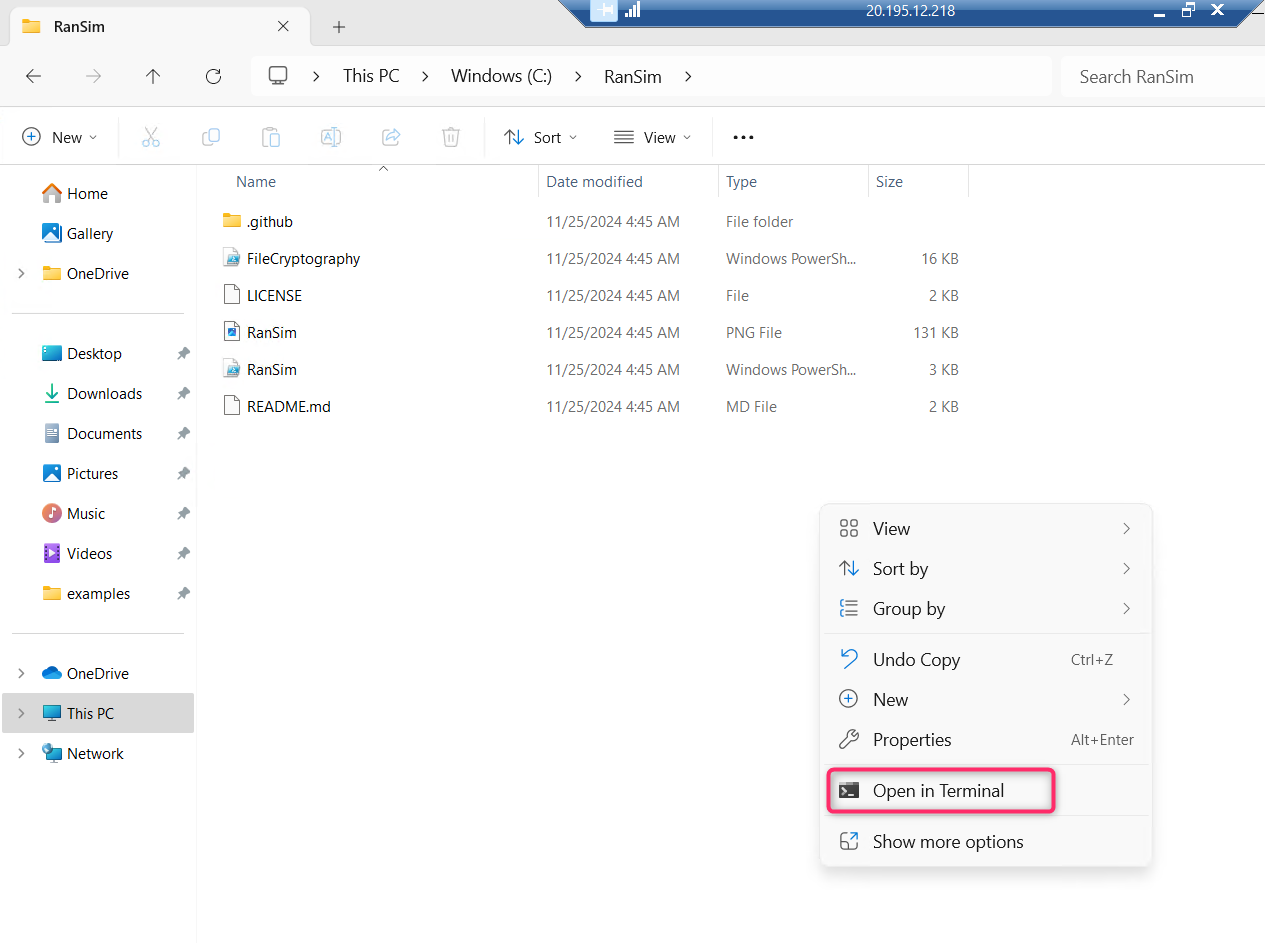 RanSim
20.195.12.218
This PC Windows (C:) RanSim
Search RanSim
New Sort View
Name Date modified Type Size
.github 11/25/2024 4:45 AM File folder
FileCryptography 11/25/2024 4:45 AM Windows PowerSh... 16 KB
LICENSE 11/25/2024 4:45 AM File 2 KB
RanSim 11/25/2024 4:45 AM PNG File 131 KB
RanSim 11/25/2024 4:45 AM Windows PowerSh... 3 KB
README.md 11/25/2024 4:45 AM MD File 2 KB
Home
Gallery
OneDrive
Desktop
Downloads
Documents
Pictures
Music
Videos
examples
OneDrive
This PC
Network
View
Sort by
Group by
Undo Copy Ctrl+Z
New
Properties Alt+Enter
Open in Terminal
Show more options